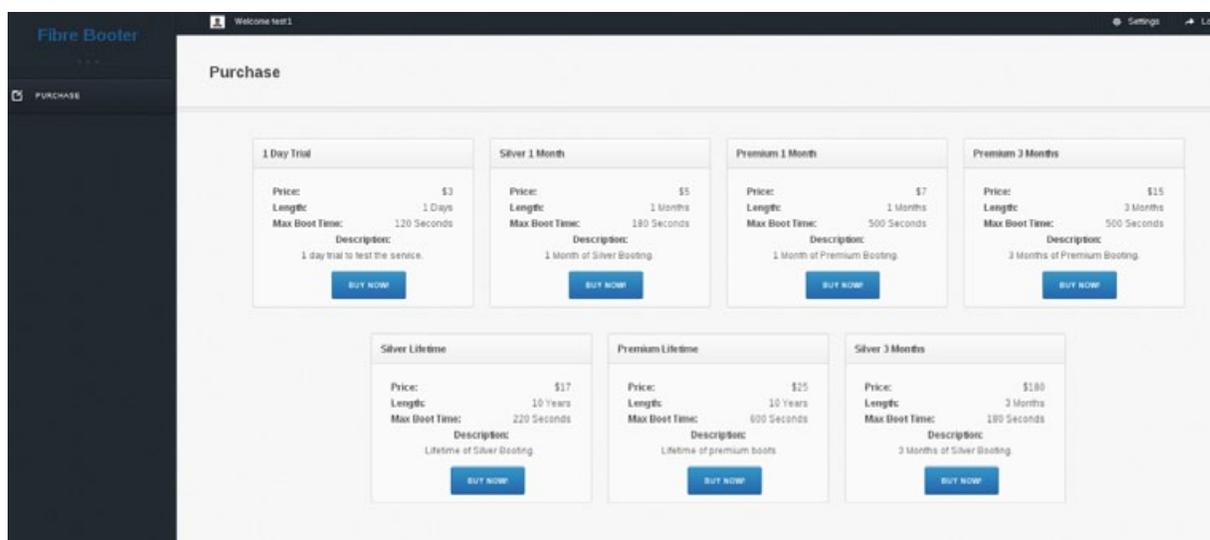 Fibre Booter
Welcome test1
Settings
PURCHASE
Purchase
1 Day Trial
Price: $3
Length: 1 Days
Max Boot Time: 120 Seconds
Description:
1 day trial to test the service.
BUY NOW!
Silver 1 Month
Price: $5
Length: 1 Months
Max Boot Time: 180 Seconds
Description:
1 Month of Silver Booting.
BUY NOW!
Premium 1 Month
Price: $7
Length: 1 Months
Max Boot Time: 500 Seconds
Description:
1 Month of Premium Booting.
BUY NOW!
Premium 3 Months
Price: $15
Length: 3 Months
Max Boot Time: 500 Seconds
Description:
3 Months of Premium Booting.
BUY NOW!
Silver Lifetime
Price: $17
Length: 10 Years
Max Boot Time: 220 Seconds
Description:
Lifetime of Silver Booting.
BUY NOW!
Premium Lifetime
Price: $25
Length: 10 Years
Max Boot Time: 600 Seconds
Description:
Lifetime of premium boots
BUY NOW!
Silver 3 Months
Price: $180
Length: 3 Months
Max Boot Time: 180 Seconds
Description:
3 Months of Silver Booting.
BUY NOW!